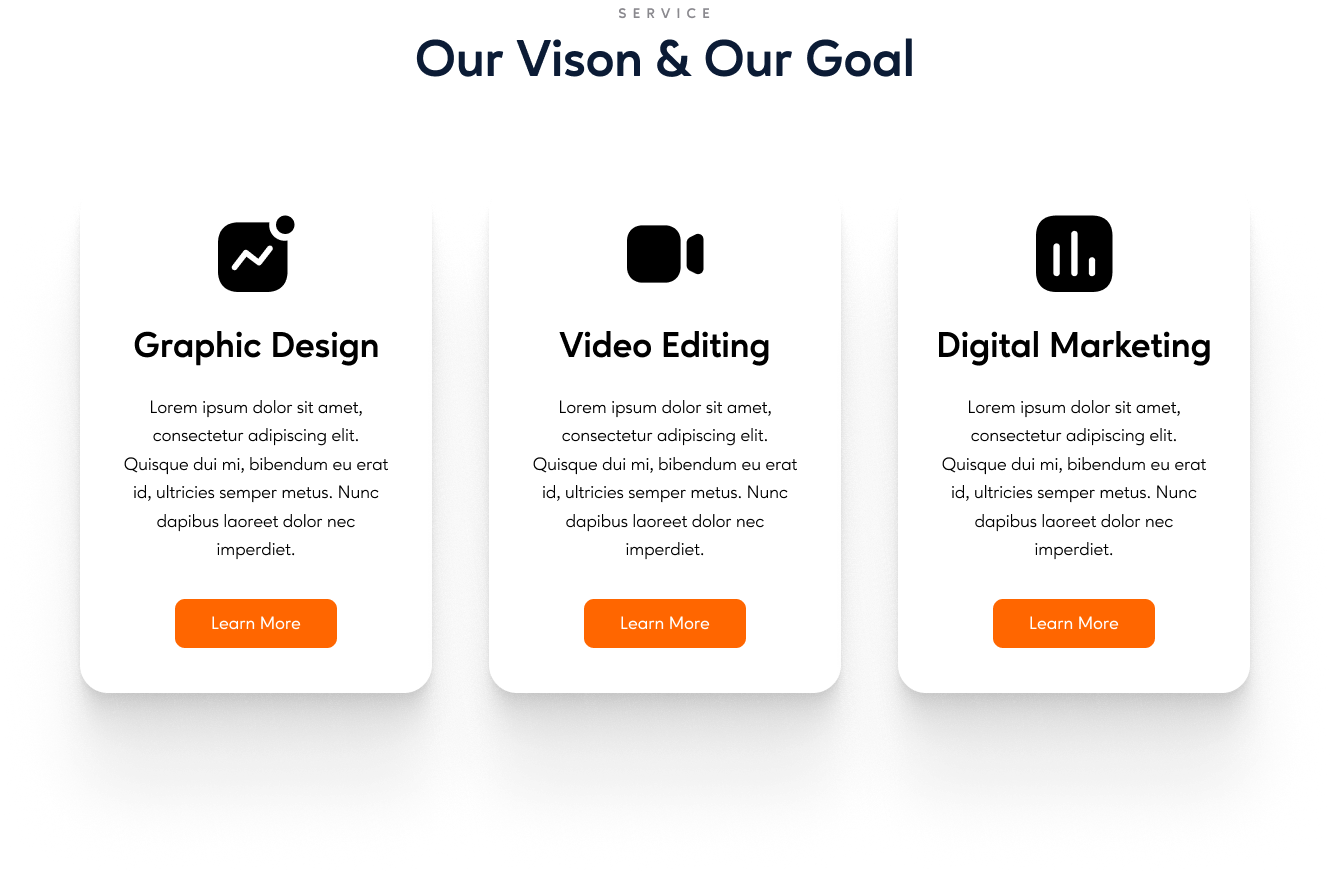 SERVICE
Our Vison & Our Goal
Graphic Design
Lorem ipsum dolor sit amet,
consectetur adipiscing elit.
Quisque dui mi, bibendum eu erat
id, ultricies semper metus. Nunc
dapibus laoreet dolor nec
imperdiet.
Learn More
Video Editing
Lorem ipsum dolor sit amet,
consectetur adipiscing elit.
Quisque dui mi, bibendum eu erat
id, ultricies semper metus. Nunc
dapibus laoreet dolor nec
imperdiet.
Learn More
Digital Marketing
Lorem ipsum dolor sit amet,
consectetur adipiscing elit.
Quisque dui mi, bibendum eu erat
id, ultricies semper metus. Nunc
dapibus laoreet dolor nec
imperdiet.
Learn More